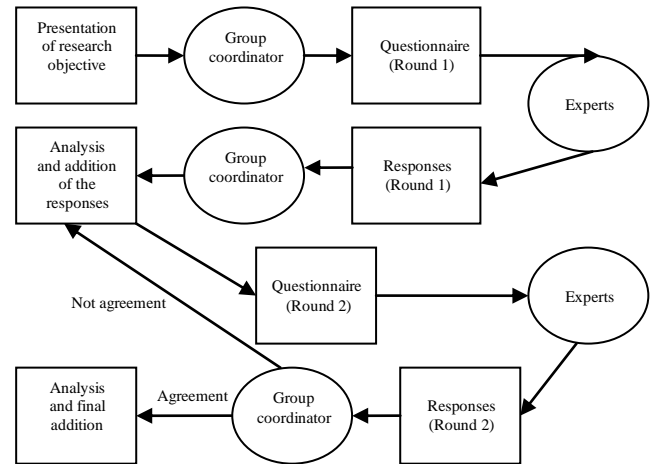 Presentation
of research
objective
Group
coordinator
Questionnaire
(Round 1)
Experts
Analysis
and addition
of the
responses
Group
coordinator
Responses
(Round 1)
Not agreement
Questionnaire
(Round 2)
Experts
Analysis
and final
addition
Agreement
Group
coordinator
Responses
(Round 2)